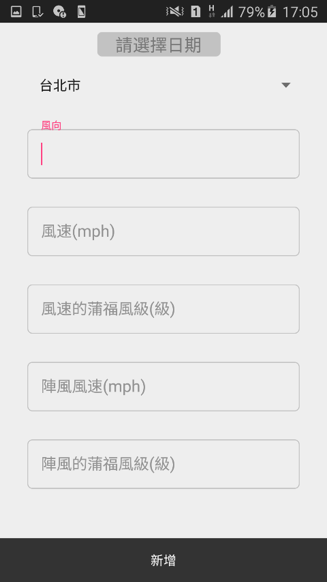 1 H 79% 17:05
請選擇日期
台北市
風向
風速(mph)
風速的蒲福風級(級)
陣風風速(mph)
陣風的蒲福風級(級)
新增